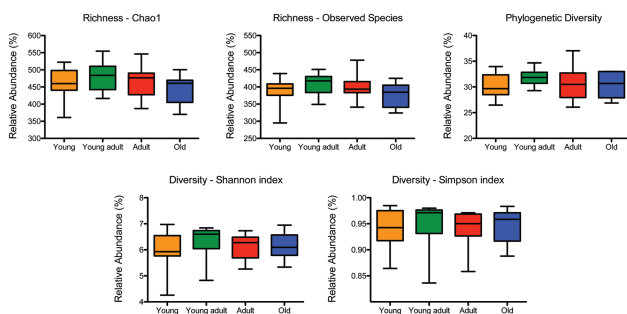 Richness - Chao1
Relative Abundance (%)
600
550
500
450
400
350
300
Young Young adult Adult Old
Richness - Observed Species
Relative Abundance (%)
500
450
400
350
300
250
200
Young Young adult Adult Old
Phylogenetic Diversity
Relative Abundance (%)
40
35
30
25
20
Young Young adult Adult Old
Diversity - Shannon index
Relative Abundance (%)
8
7
6
5
4
Young Young adult Adult Old
Diversity - Simpson index
Relative Abundance (%)
1.00
0.95
0.90
0.85
Young Young adult Adult Old